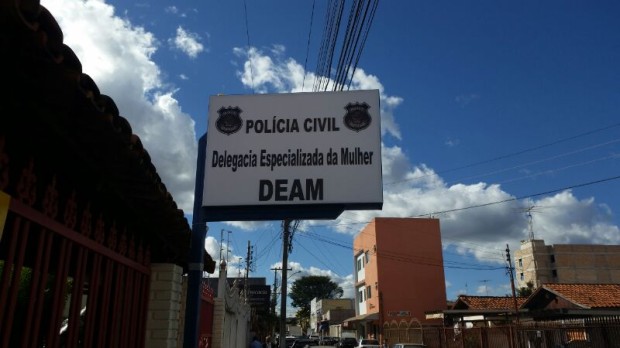 POLÍCIA CIVIL
Delegacia Especializada da Mulher
DEAM